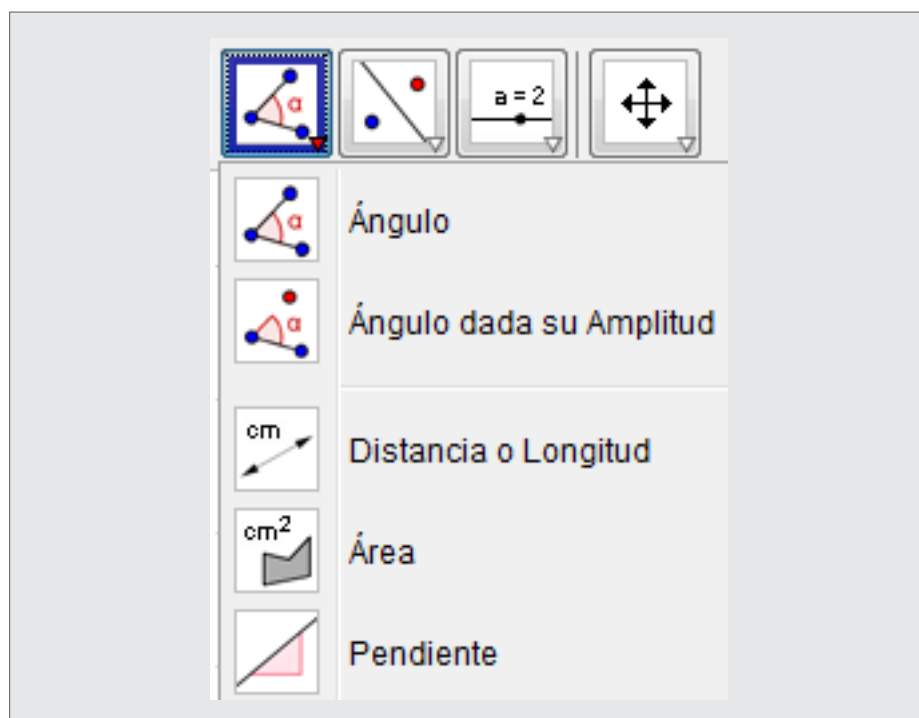 α
a = 2
α
Ángulo
α
Ángulo dada su Amplitud
cm
Distancia o Longitud
cm²
Área
Pendiente